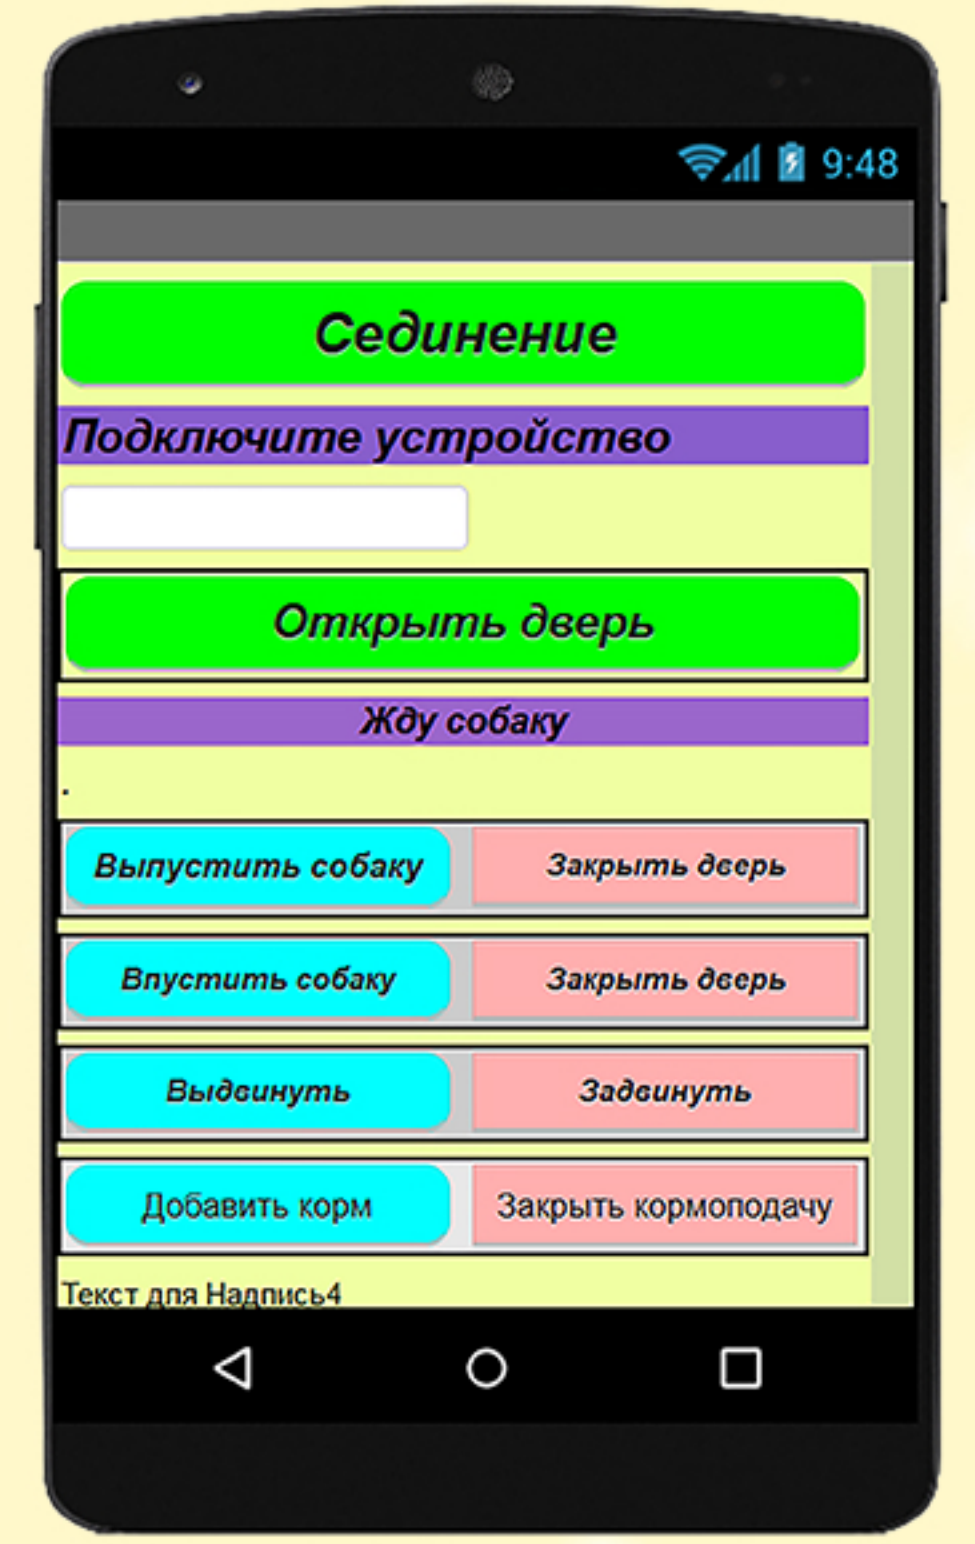 9:48
Сединение
Подключите устройство
Открыть дверь
Жду собаку
.
Выпустить собаку Закрыть дверь
Впустить собаку Закрыть дверь
Выдвинуть Задвинуть
Добавить корм Закрыть кормоподачу
Текст для Надпись4